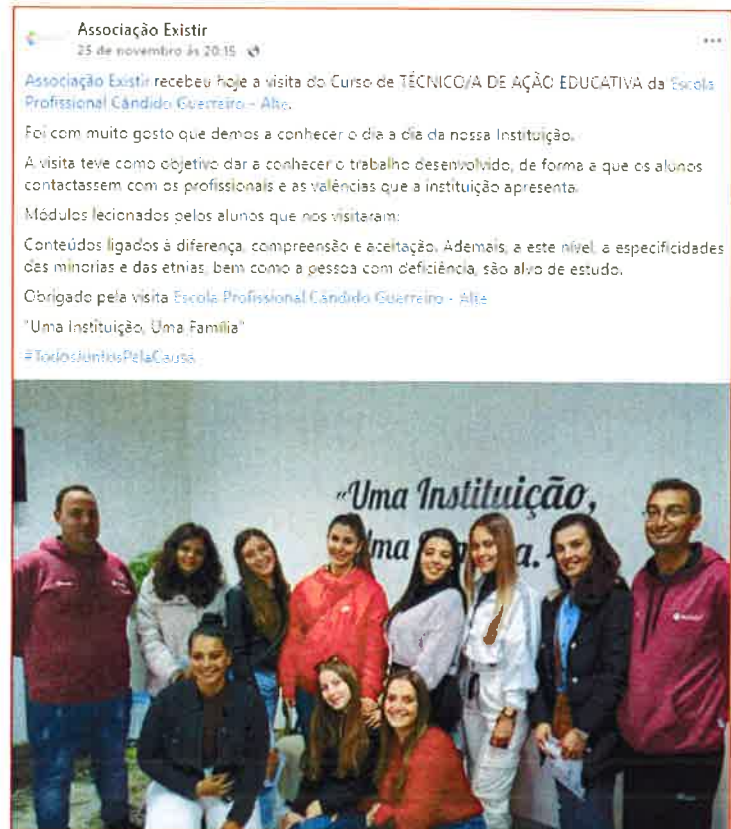 Associação Existir
25 de novembro às 20:15
Associação Existir recebeu hoje a visita do Curso de TÉCNICO/A DE AÇÃO EDUCATIVA da Escola
Profissional Cândido Guerreiro - Alte.
Foi com muito gosto que demos a conhecer o dia a dia da nossa Instituição.
A visita teve como objetivo dar a conhecer o trabalho desenvolvido, de forma a que os alunos
contactassem com os profissionais e as valências que a instituição apresenta.
Módulos lecionados pelos alunos que nos visitaram:
Conteúdos ligados à diferença, compreensão e aceitação. Ademais, a este nível, a especificidades
das minorias e das etnias, bem como a pessoa com deficiência, são alvo de estudo.
Obrigado pela visita Escola Profissional Cândido Guerreiro - Alte
"Uma Instituição, Uma Família"
#TodosJuntosPelaCausa
«Uma Instituição,